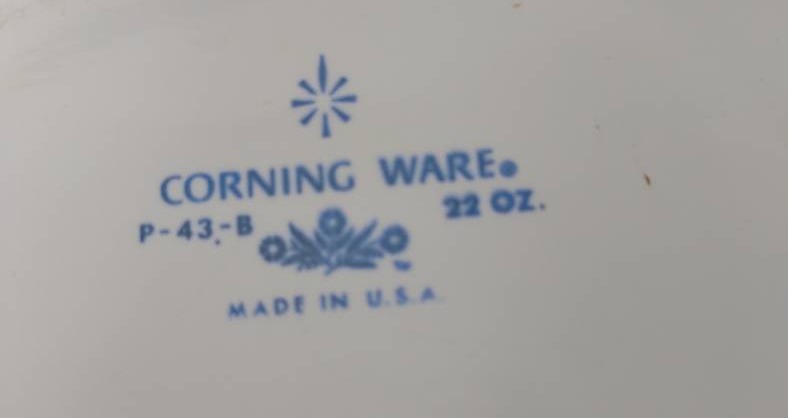 CORNING WARE®
P-43-B 22 OZ.
MADE IN U.S.A.